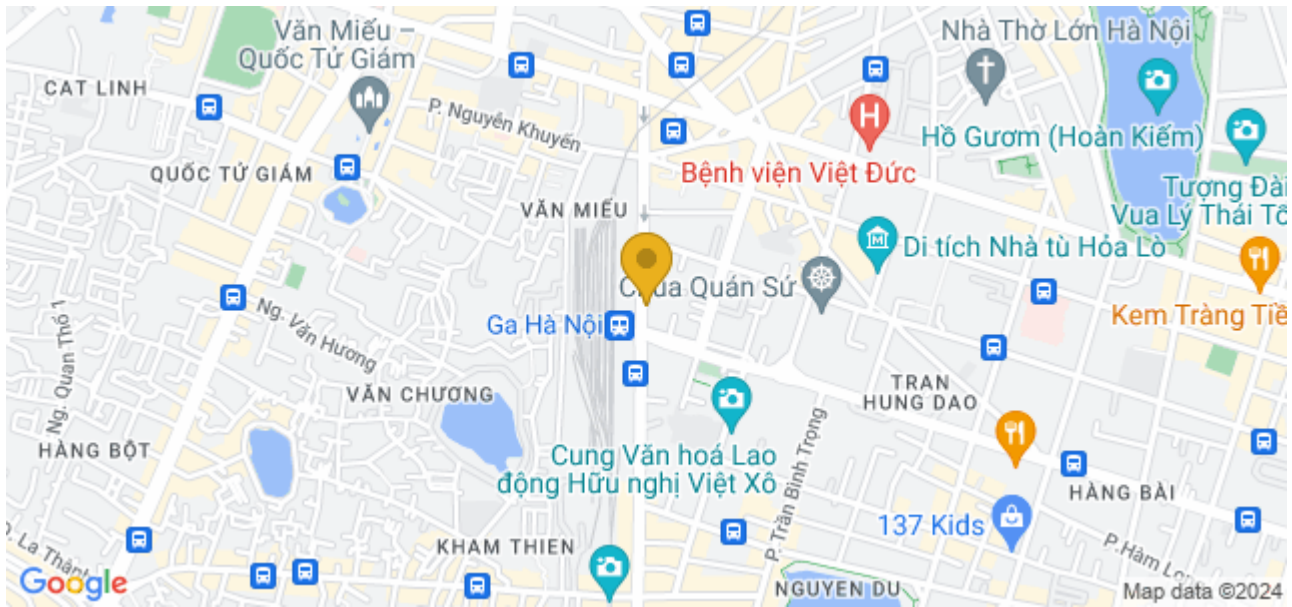 Văn Miếu –
Quốc Tử Giám
Nhà Thờ Lớn Hà Nội
CAT LINH
P. Nguyên Khuyến
H
Hồ Gươm (Hoàn Kiếm)
Bệnh viện Việt Đức
QUỐC TỬ GIÁM
Tượng Đài
Vua Lý Thái Tổ
VĂN MIẾU
Di tích Nhà tù Hỏa Lò
Chùa Quán Sứ
Ng. Văn Hương
Ng. Quan Thổ 1
Ga Hà Nội
Kem Tràng Tiề
VĂN CHƯƠNG
TRAN
HUNG DAO
HÀNG BỘT
Cung Văn hoá Lao
động Hữu nghị Việt Xô
P. Trần Bình Trọng
HÀNG BÀI
137 Kids
KHAM THIEN
La Thành
P.Hàm Lo
Google
NGUYEN DU
Map data ©2024